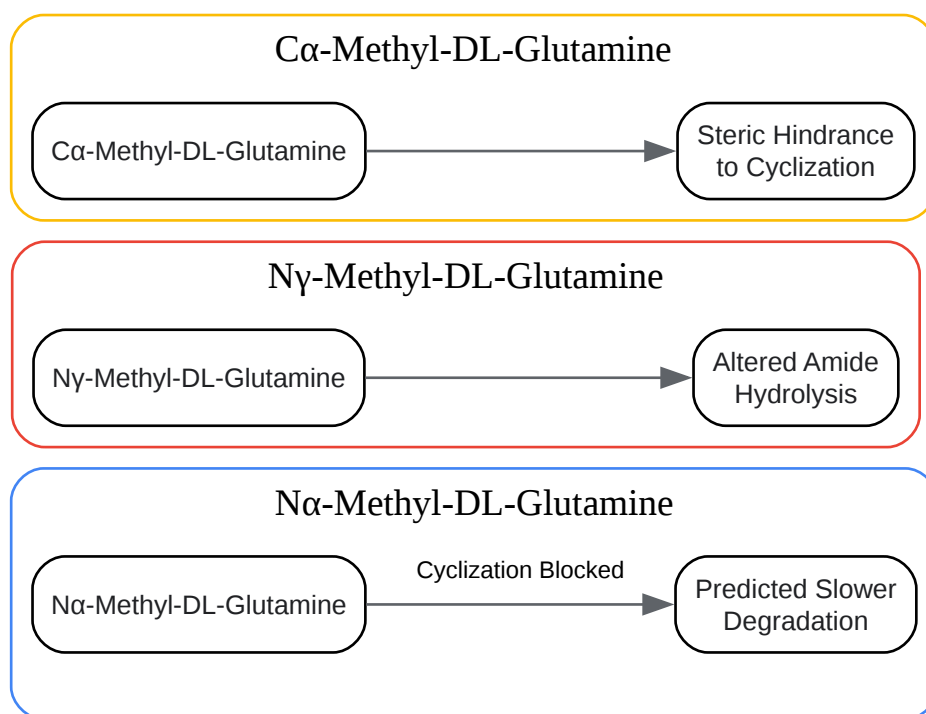 Cα-Methyl-DL-Glutamine
Cα-Methyl-DL-Glutamine
Steric Hindrance
to Cyclization
Nγ-Methyl-DL-Glutamine
Nγ-Methyl-DL-Glutamine
Altered Amide
Hydrolysis
Nα-Methyl-DL-Glutamine
Nα-Methyl-DL-Glutamine
Cyclization Blocked
Predicted Slower
Degradation